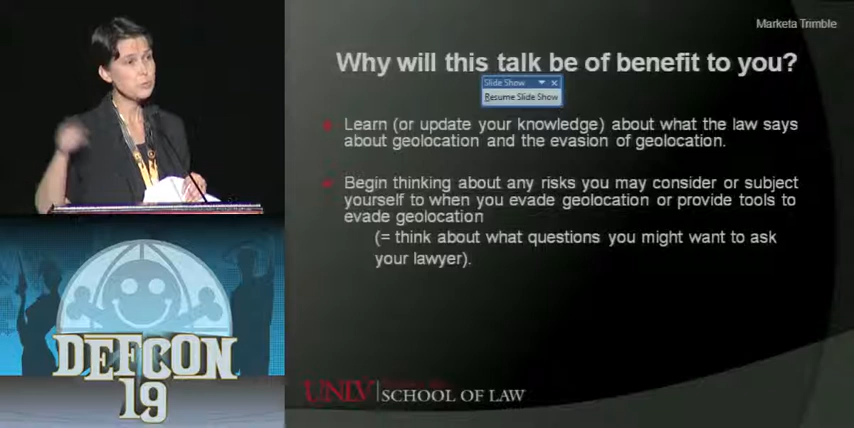 Marketa Trimble
Why will this talk be of benefit to you?
Slide Show
Resume Slide Show
Learn (or update your knowledge) about what the law says
about geolocation and the evasion of geolocation.
Begin thinking about any risks you may consider or subject
yourself to when you evade geolocation or provide tools to
evade geolocation
(= think about what questions you might want to ask
your lawyer).
DEFCON
19
UNLV SCHOOL OF LAW